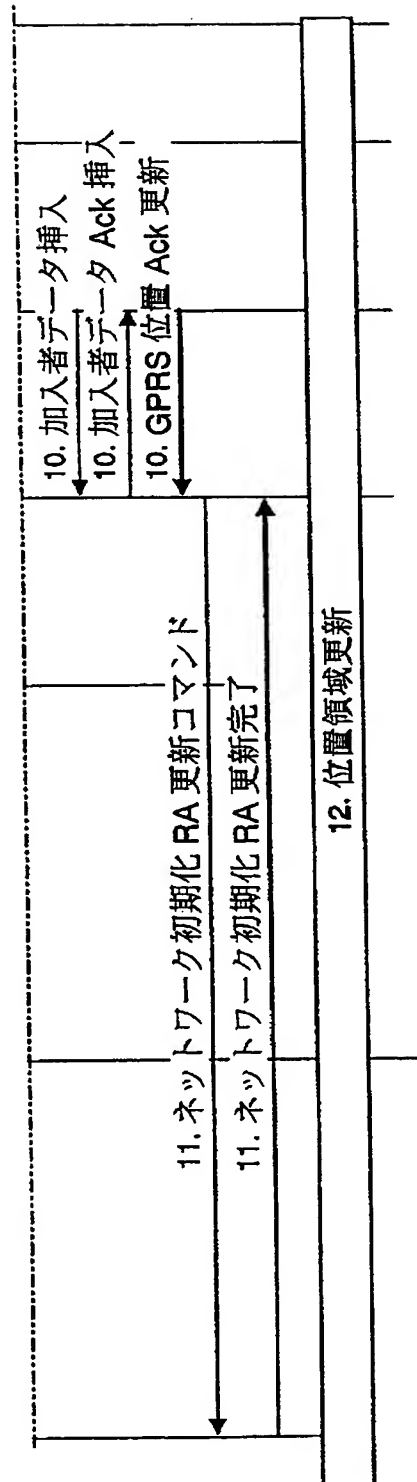 10. 加入者データ挿入
10. 加入者データ Ack 挿入
10. GPRS 位置 Ack 更新
11. ネットワーク初期化 RA 更新コマンド
11. ネットワーク初期化 RA 更新完了
12. 位置領域更新